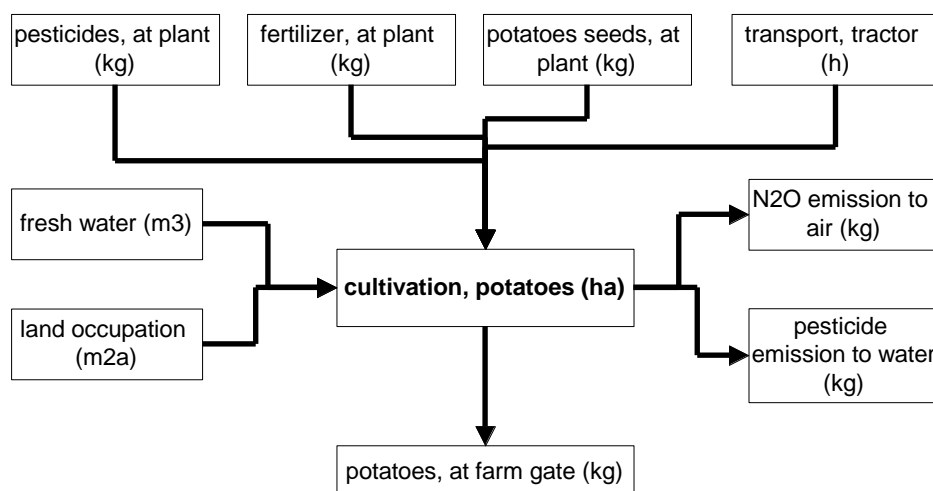 pesticides, at plant
(kg)
fertilizer, at plant
(kg)
potatoes seeds, at
plant (kg)
transport, tractor
(h)
fresh water (m3)
land occupation
(m2a)
cultivation, potatoes (ha)
N2O emission to
air (kg)
pesticide
emission to water
(kg)
potatoes, at farm gate (kg)